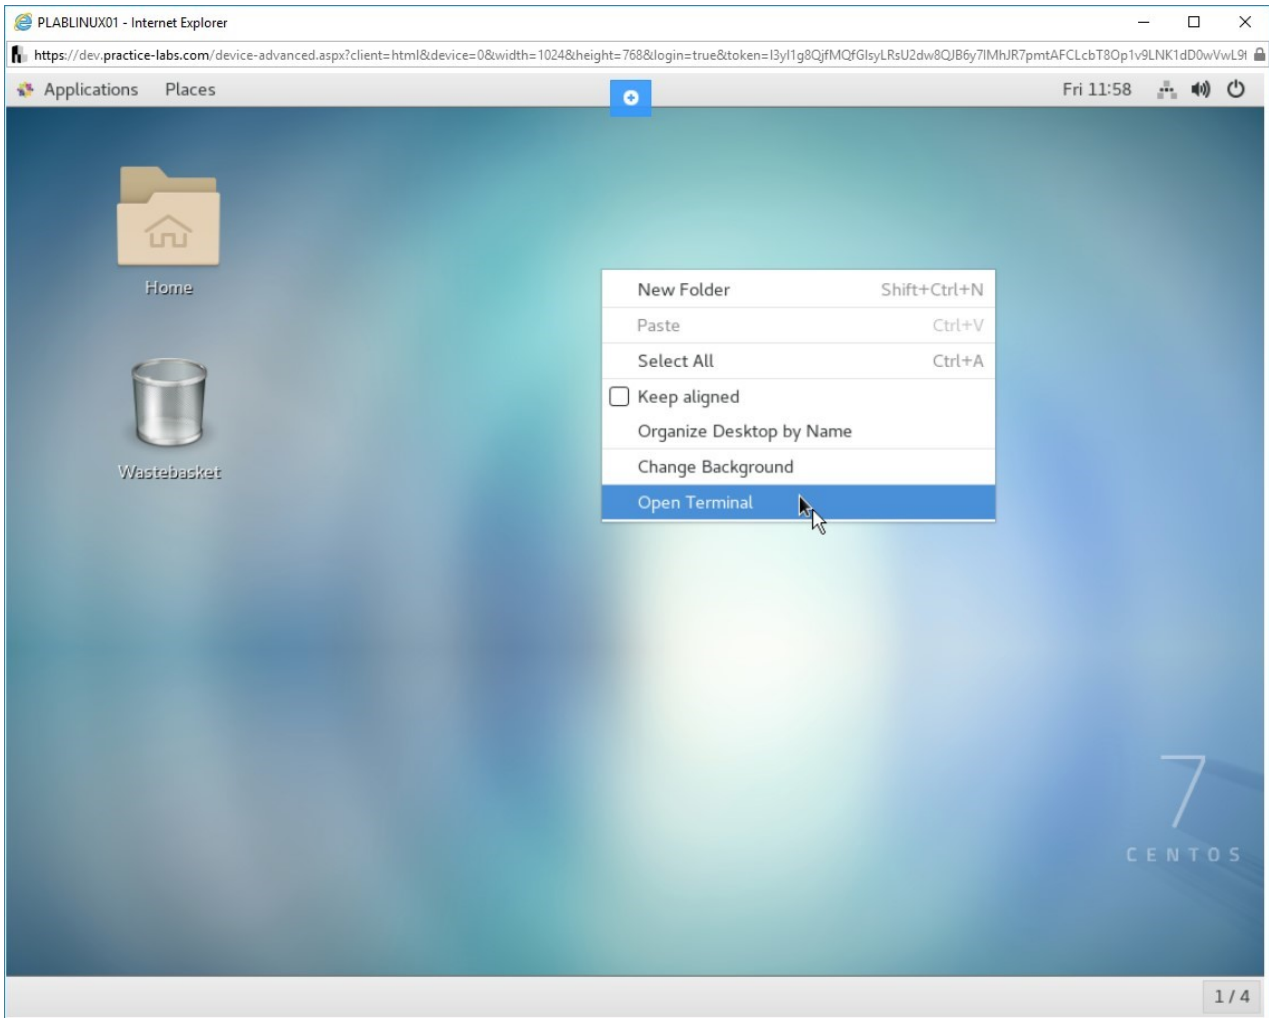 PLABLINUX01 - Internet Explorer
https://dev.practice-labs.com/device-advanced.aspx?client=html&device=0&width=1024&height=768&login=true&token=
Applications Places Fri 11:58
Home
Wastebasket
New Folder Shift+Ctrl+N
Paste Ctrl+V
Select All Ctrl+A
Keep aligned
Organize Desktop by Name
Change Background
Open Terminal
7
CENTOS
1 / 4